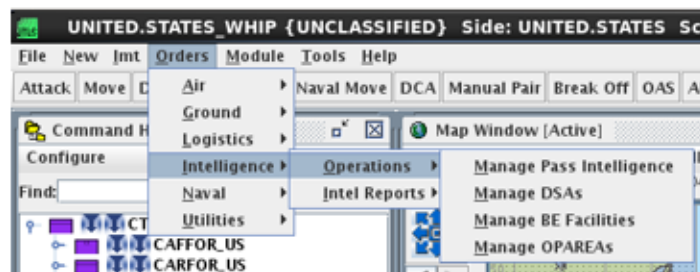 UNITED.STATES_WHIP {UNCLASSIFIED} Side: UNITED.STATES Sc
File New Imt Orders Module Tools Help
Attack Move D Naval Move DCA Manual Pair Break Off OAS A
Air
Ground
Logistics
Intelligence
Naval
Utilities
Operations
Intel Reports
Manage Pass Intelligence
Manage DSAs
Manage BE Facilities
Manage OPAREAs
Command H
Map Window [Active]
Configure
Find:
CT
CAFFOR_US
CARFOR_US